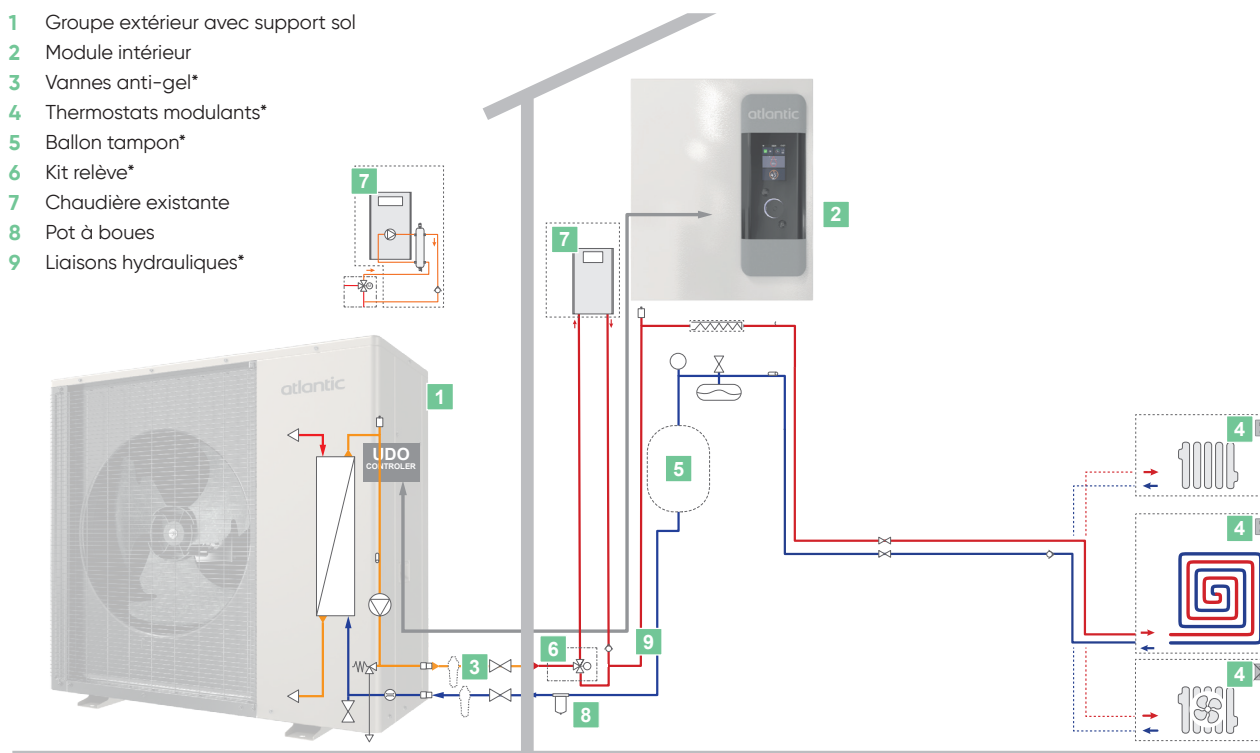 1 Groupe extérieur avec support sol
2 Module intérieur
3 Vannes anti-gel*
4 Thermostats modulants*
5 Ballon tampon*
6 Kit relève*
7 Chaudière existante
8 Pot à boues
9 Liaisons hydrauliques*
7
atlantic
2
7
atlantic
1
UDO
CONTROLER
5
4
4
6
9
3
4
8